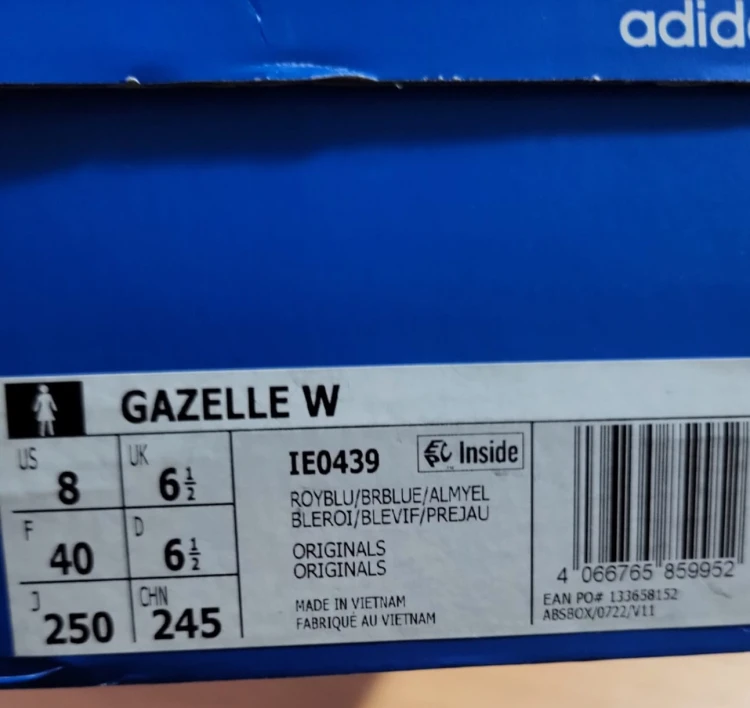 adid
GAZELLE W
US 8 UK 6½
F 40 D 6½
J 250 CHN 245
IE0439 EPC Inside
ROYBLU/BRBLUE/ALMYEL
BLEROI/BLEVIF/PREJAU
ORIGINALS
ORIGINALS
MADE IN VIETNAM
FABRIQUÉ AU VIETNAM
4 066765 859952
EAN PO# 133658152
ABSBOX/0722/V11